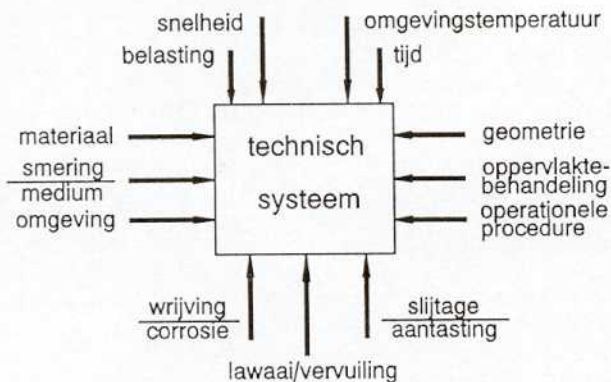 snelheid
omgevingstemperatuur
belasting
tijd
materiaal
technisch
geometrie
smering
medium
oppervlakte-
behandeling
omgeving
systeem
operationele
procedure
wrijving
corrosie
slijtage
aantasting
lawaai/vervuiling